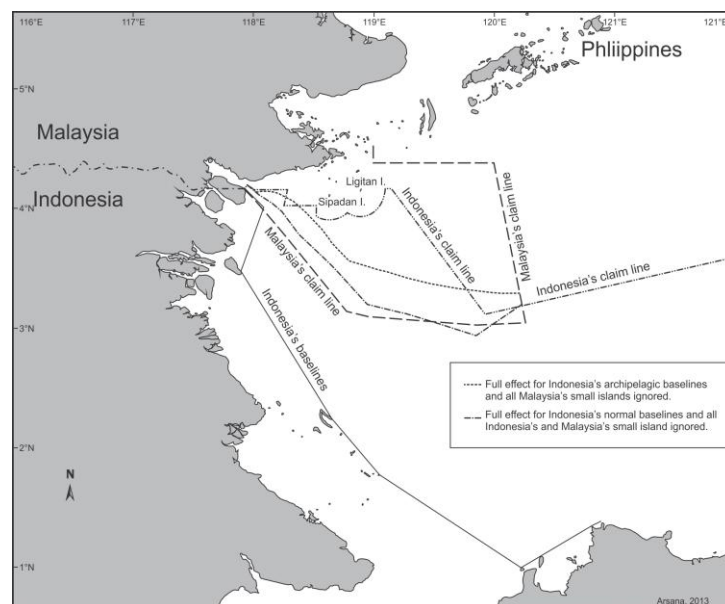 116°E
117°E
118°E
119°E
120°E
121°E
121°E
Phliippines
5°N
Malaysia
Indonesia
4°N
Ligitan I.
Sipadan I.
Indonesia's claim line
Malaysia's claim line
Malaysia's claim line
Indonesia's claim line
3°N
Indonesia's baselines
Full effect for Indonesia's archipelagic baselines
and all Malaysia's small islands ignored.
Full effect for Indonesia's normal baselines and all
Indonesia's and Malaysia's small island ignored.
2°N
N
1°N
Arsana, 2013